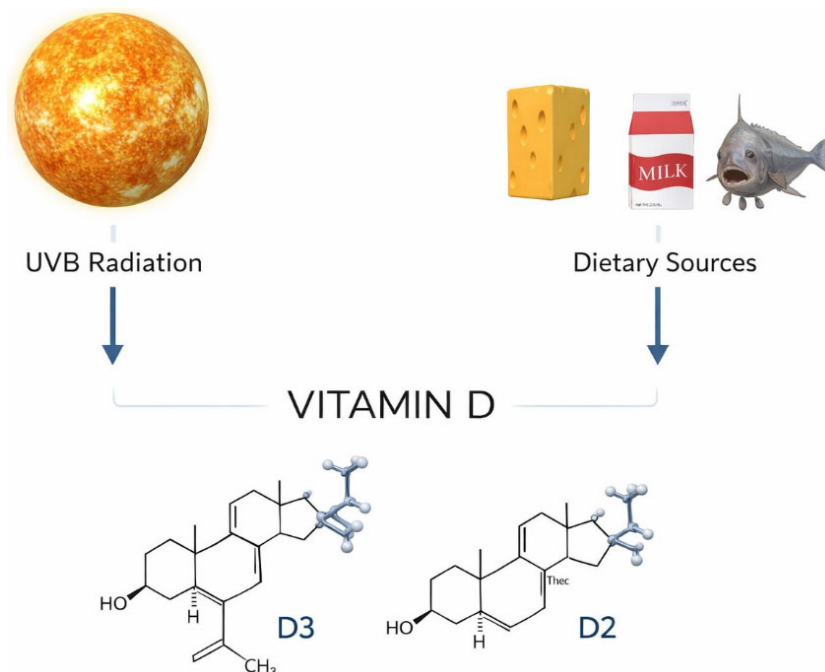 MILK
UVB Radiation
Dietary Sources
VITAMIN D
Thec
HO
H
D3
CH₃
HO
H
D2